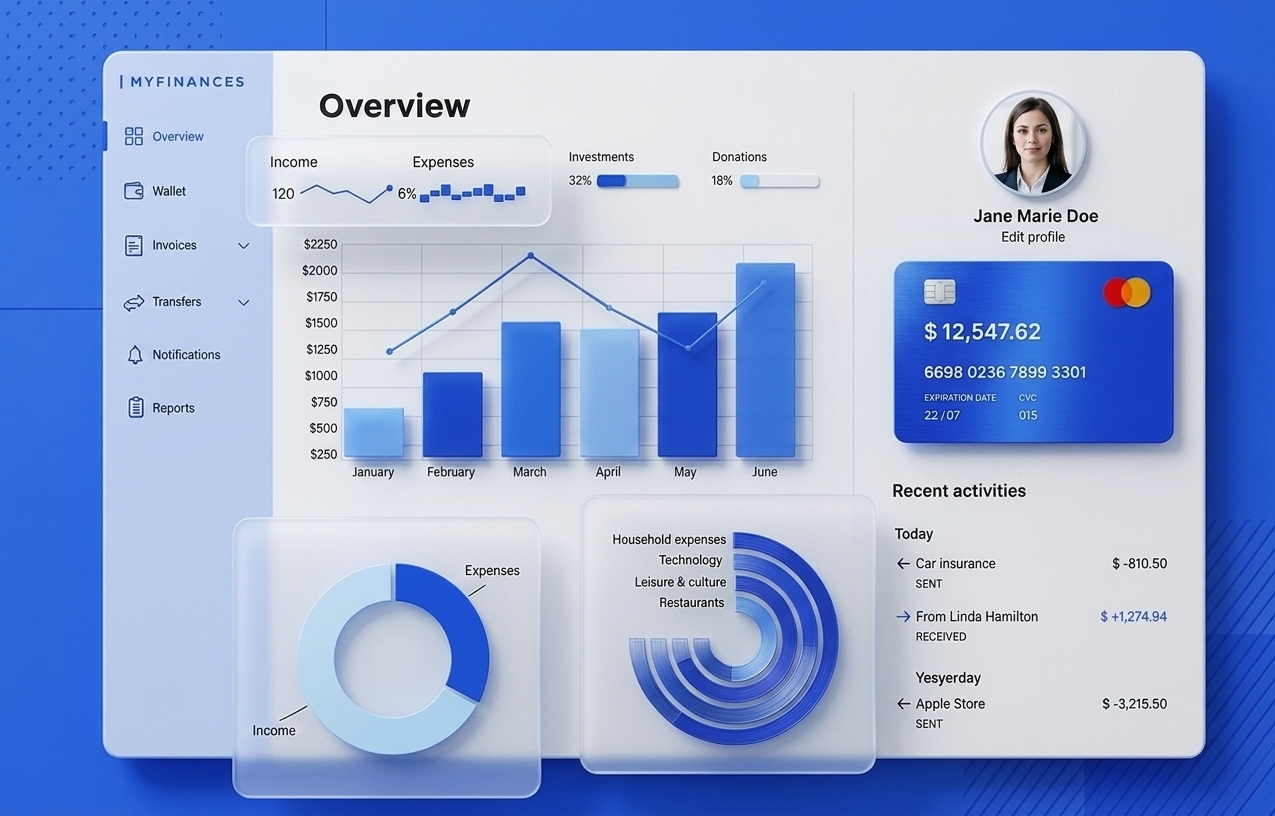 MYFINANCES
Overview
Wallet
Invoices
Transfers
Notifications
Reports
Overview
Income
120
Expenses
6%
Investments
32%
Donations
18%
$2250
$2000
$1750
$1500
$1250
$1000
$750
$500
$250
January February March April May June
Expenses
Income
Household expenses
Technology
Leisure & culture
Restaurants
Jane Marie Doe
Edit profile
$ 12,547.62
6698 0236 7899 3301
EXPIRATION DATE CVC
22 / 07 015
Recent activities
Today
Car insurance $ -810.50
SENT
From Linda Hamilton $ +1,274.94
RECEIVED
Yesyerday
Apple Store $ -3,215.50
SENT